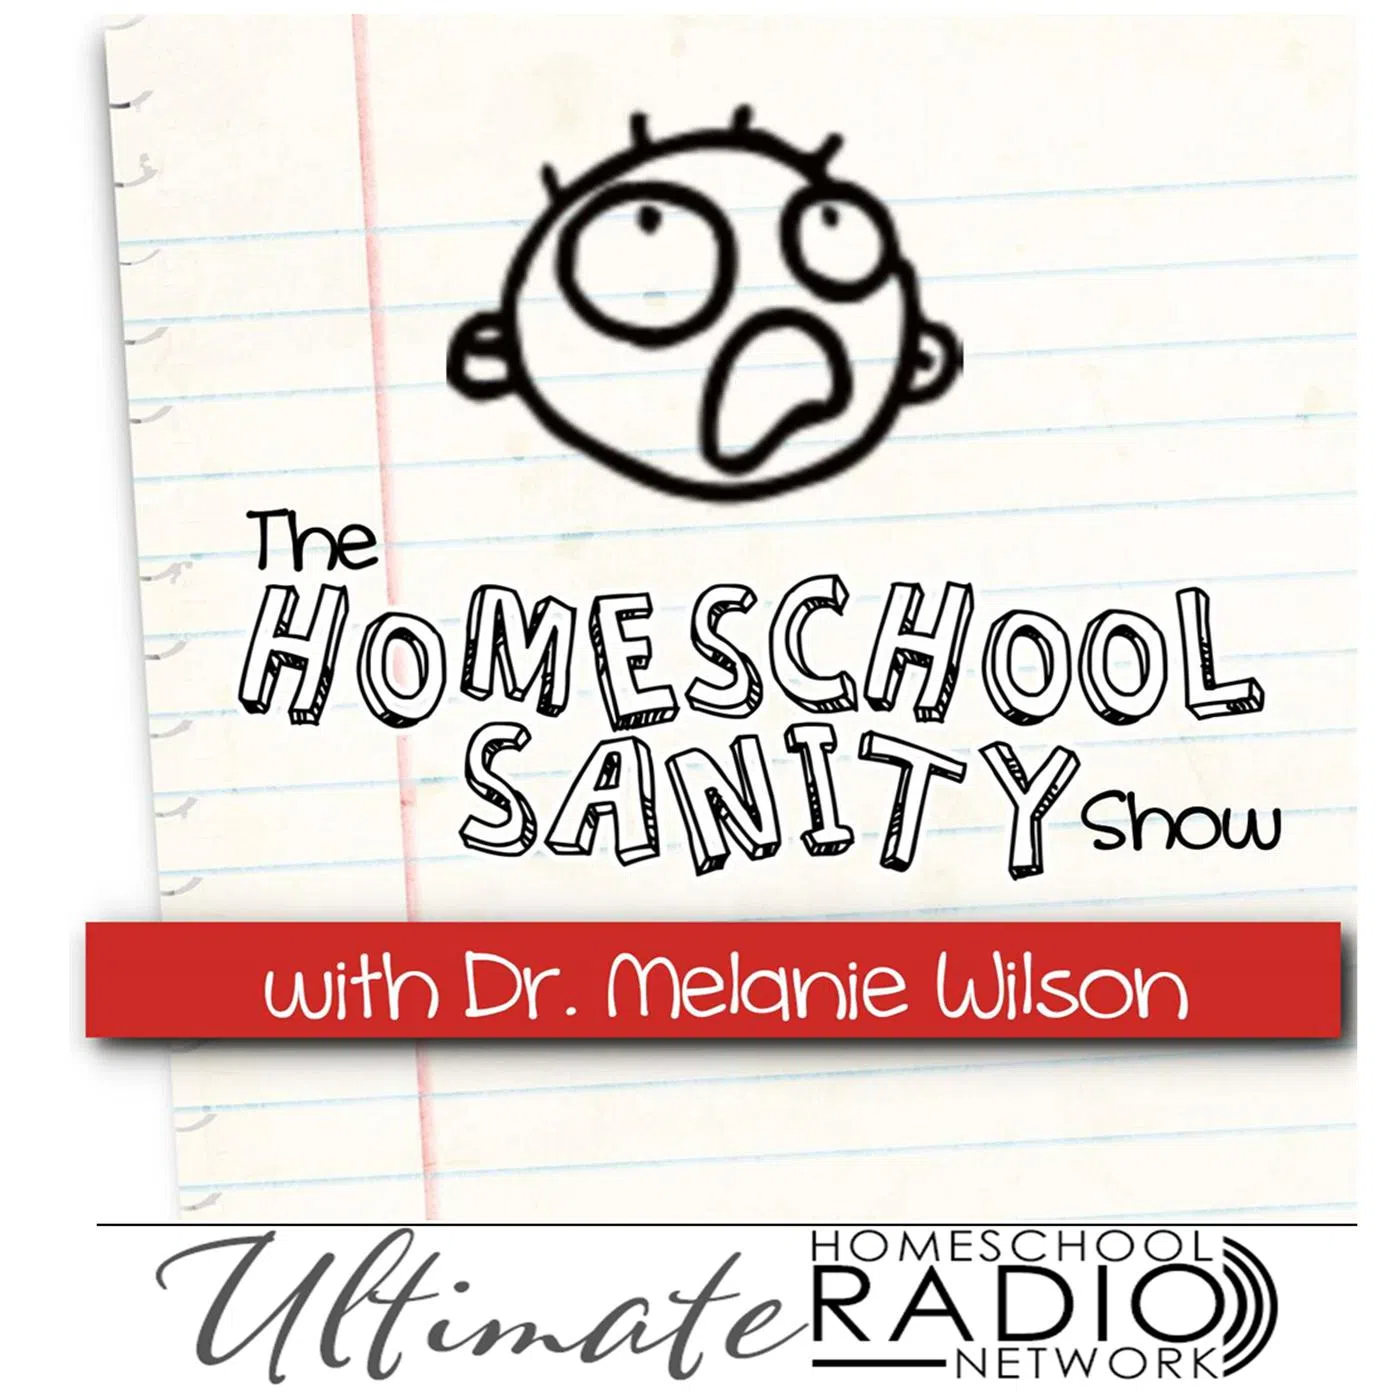 The
HOMESCHOOL
SANITY Show
with Dr. Melanie Wilson
Ultimate HOMESCHOOL
RADIO
NETWORK